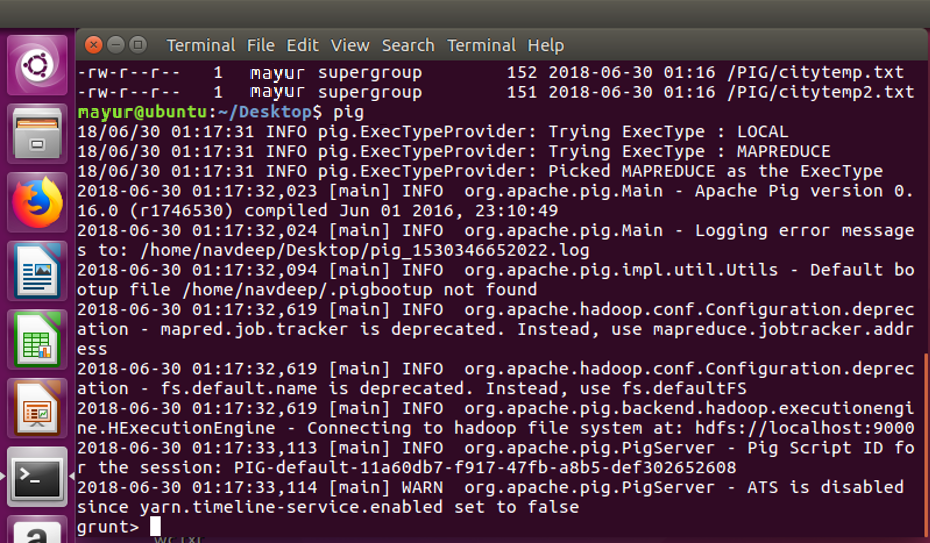 Terminal File Edit View Search Terminal Help
-rw-r--r--   1  mayur supergroup        152 2018-06-30 01:16 /PIG/citytemp.txt
-rw-r--r--   1  mayur supergroup        151 2018-06-30 01:16 /PIG/citytemp2.txt
mayur@ubuntu:~/Desktop$ pig
18/06/30 01:17:31 INFO pig.ExecTypeProvider: Trying ExecType : LOCAL
18/06/30 01:17:31 INFO pig.ExecTypeProvider: Trying ExecType : MAPREDUCE
18/06/30 01:17:31 INFO pig.ExecTypeProvider: Picked MAPREDUCE as the ExecType
2018-06-30 01:17:32,023 [main] INFO  org.apache.pig.Main - Apache Pig version 0.
16.0 (r1746530) compiled Jun 01 2016, 23:10:49
2018-06-30 01:17:32,024 [main] INFO  org.apache.pig.Main - Logging error message
s to: /home/navdeep/Desktop/pig_1530346652022.log
2018-06-30 01:17:32,094 [main] INFO  org.apache.pig.impl.util.Utils - Default bo
otup file /home/navdeep/.pigbootup not found
2018-06-30 01:17:32,619 [main] INFO  org.apache.hadoop.conf.Configuration.deprec
ation - mapred.job.tracker is deprecated. Instead, use mapreduce.jobtracker.addr
ess
2018-06-30 01:17:32,619 [main] INFO  org.apache.hadoop.conf.Configuration.deprec
ation - fs.default.name is deprecated. Instead, use fs.defaultFS
2018-06-30 01:17:32,619 [main] INFO  org.apache.pig.backend.hadoop.executionengi
ne.HExecutionEngine - Connecting to hadoop file system at: hdfs://localhost:9000
2018-06-30 01:17:33,113 [main] INFO  org.apache.pig.PigServer - Pig Script ID fo
r the session: PIG-default-11a60db7-f917-47fb-a8b5-def302652608
2018-06-30 01:17:33,114 [main] WARN  org.apache.pig.PigServer - ATS is disabled
since yarn.timeline-service.enabled set to false
grunt>